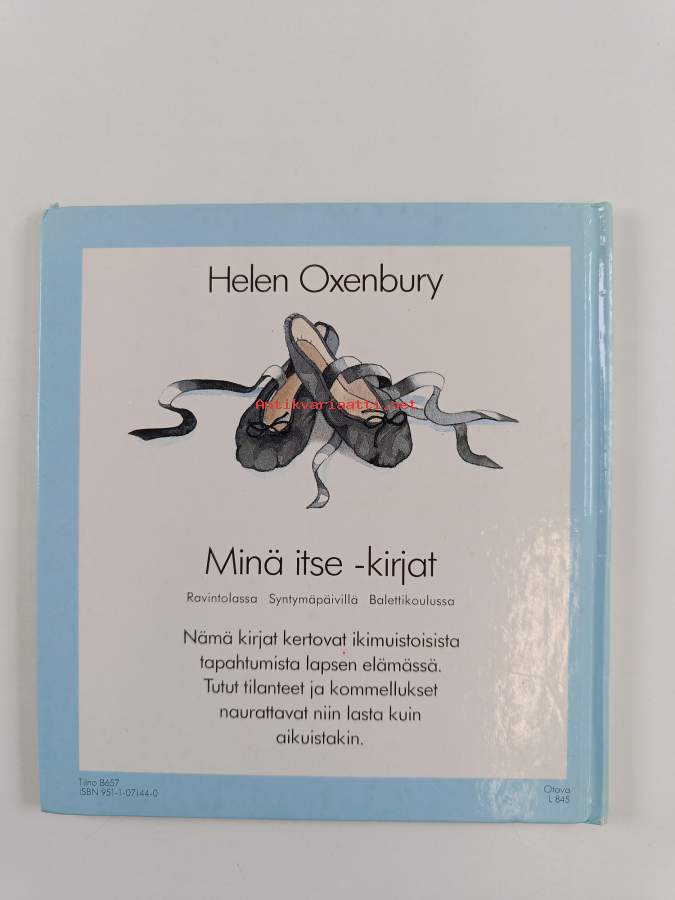 Helen Oxenbury
Antikvariaatti.net
Minä itse -kirjat
Ravintolassa Syntymäpäivillä Balettikoulussa
Nämä kirjat kertovat ikimuistoisista
tapahtumista lapsen elämässä.
Tutut tilanteet ja kommellukset
naurattavat niin lasta kuin
aikuistakin.
Tilno B657
ISBN 951-1-07144-0
Otava
L 845